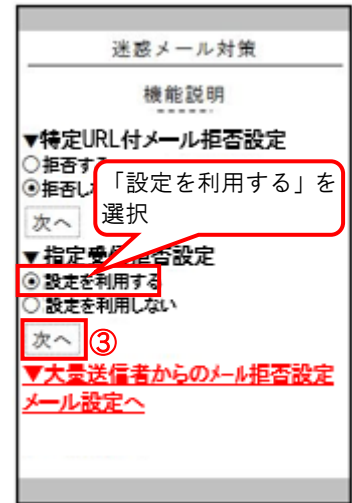 迷惑メール対策
機能説明
▼特定URL付メール拒否設定
○拒否する
◉拒否し
「設定を利用する」を
選択
次へ
▼指定受信拒否設定
◉設定を利用する
○設定を利用しない
次へ ③
▼大量送信者からのメール拒否設定
メール設定へ